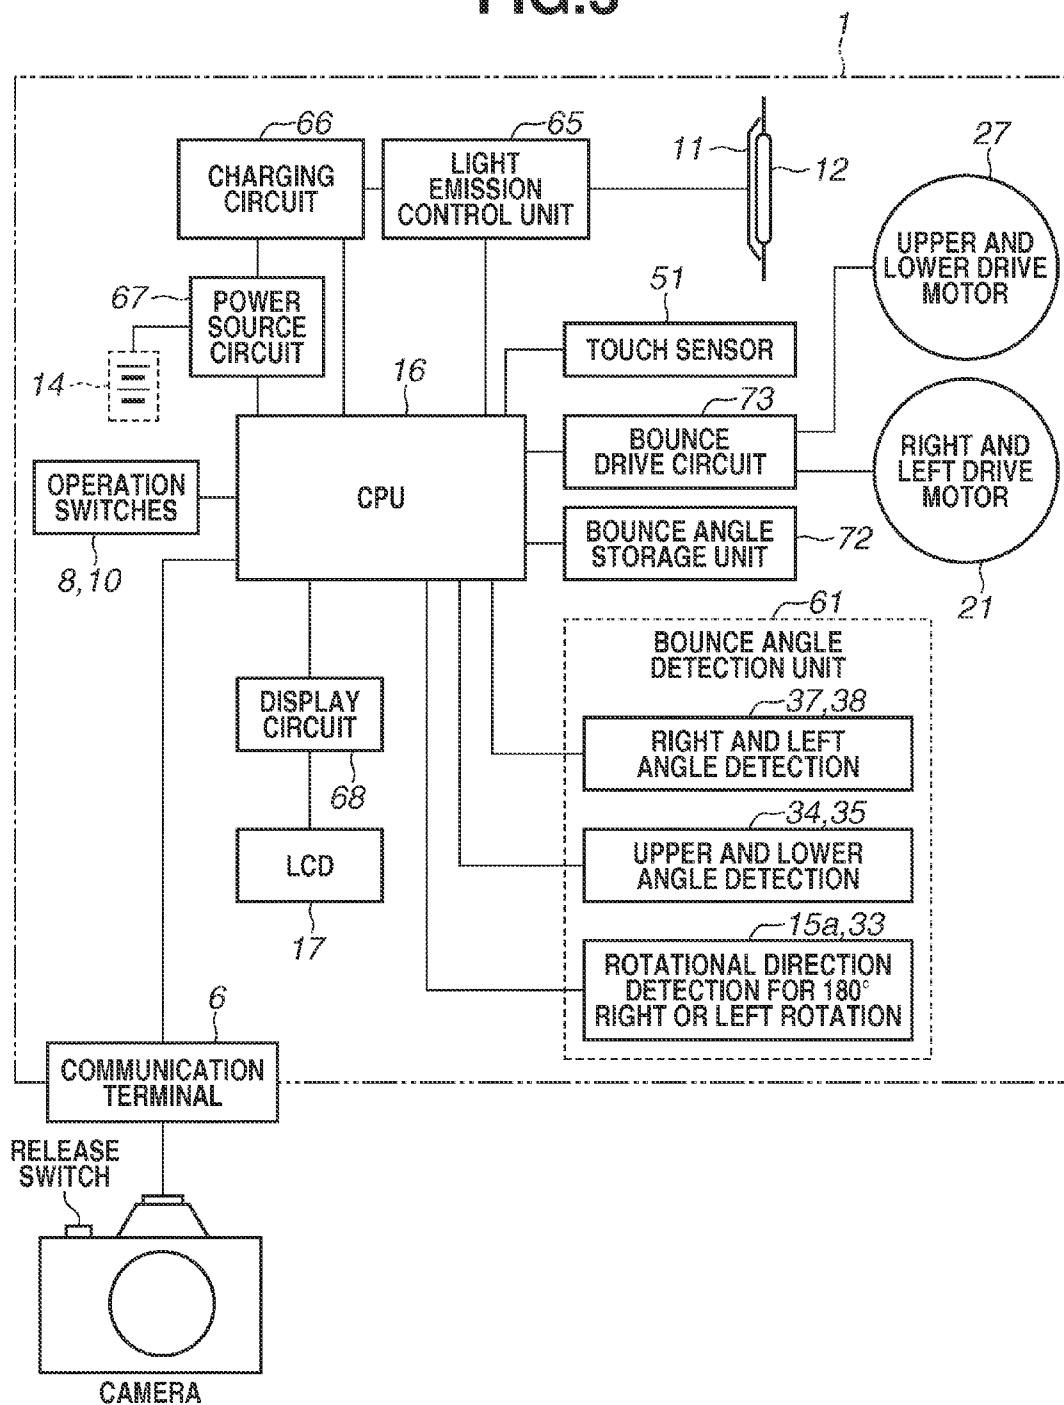 1
66
65
CHARGING
CIRCUIT
LIGHT
EMISSION
CONTROL UNIT
11
12
27
UPPER AND
LOWER DRIVE
MOTOR
67
POWER
SOURCE
CIRCUIT
51
TOUCH SENSOR
14
16
73
BOUNCE
DRIVE CIRCUIT
RIGHT AND
LEFT DRIVE
MOTOR
OPERATION
SWITCHES
CPU
8,10
BOUNCE ANGLE
STORAGE UNIT
72
21
61
BOUNCE ANGLE
DETECTION UNIT
DISPLAY
CIRCUIT
68
37,38
RIGHT AND LEFT
ANGLE DETECTION
LCD
17
34,35
UPPER AND LOWER
ANGLE DETECTION
15a,33
ROTATIONAL DIRECTION
DETECTION FOR 180°
RIGHT OR LEFT ROTATION
6
COMMUNICATION
TERMINAL
RELEASE
SWITCH
CAMERA